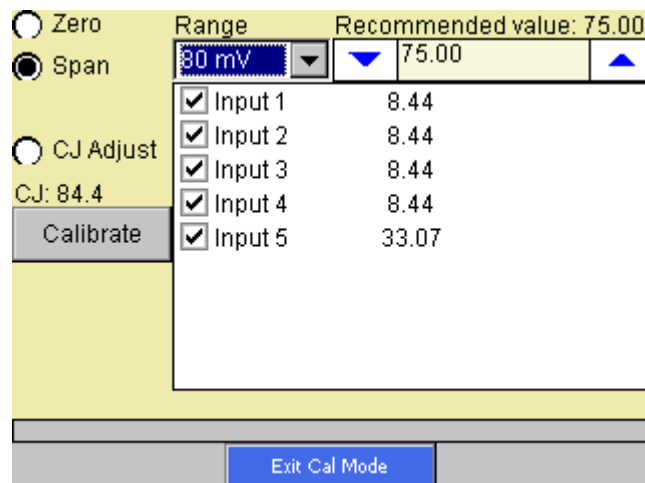 Zero
Span
CJ Adjust
CJ: 84.4
Calibrate
Range
Recommended value: 75.00
80 mV
75.00
Input 1 8.44
Input 2 8.44
Input 3 8.44
Input 4 8.44
Input 5 33.07
Exit Cal Mode